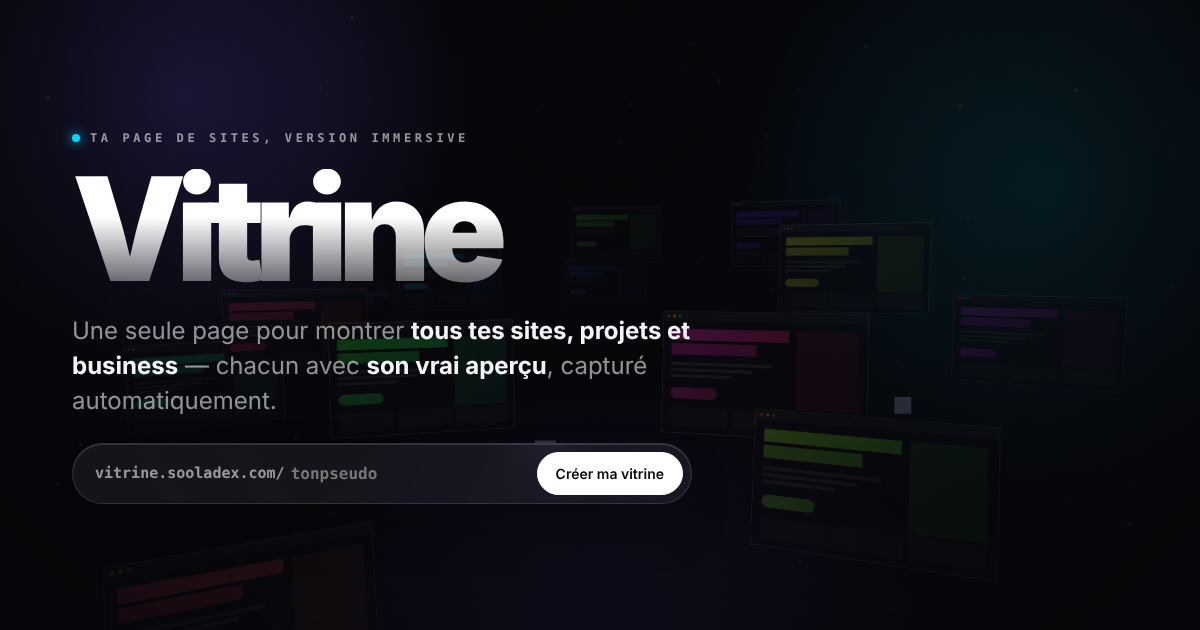 TA PAGE DE SITES, VERSION IMMERSIVE
Vitrine
Une seule page pour montrer tous tes sites, projets et
business — chacun avec son vrai aperçu, capturé
automatiquement.
vitrine.sooladex.com/ tonpseudo
Créer ma vitrine